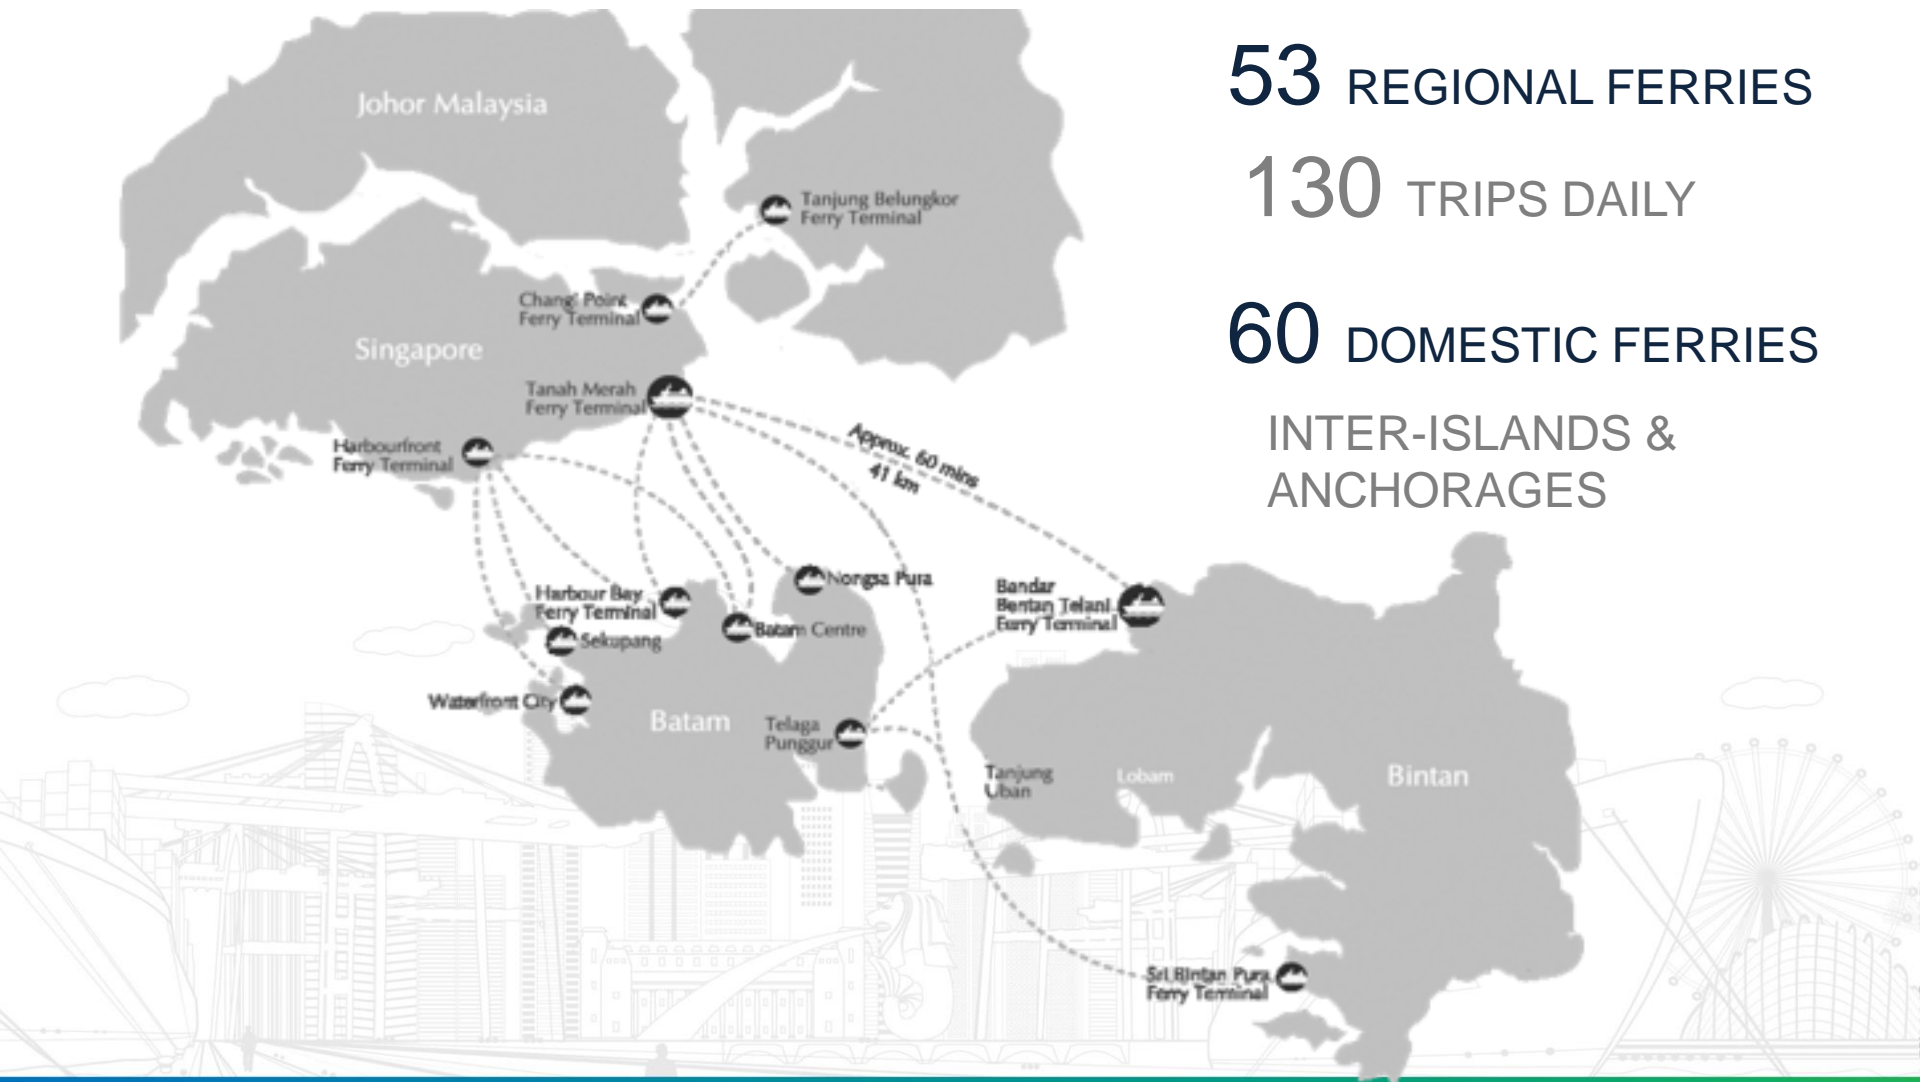 53 REGIONAL FERRIES
130 TRIPS DAILY
60 DOMESTIC FERRIES
INTER-ISLANDS &
ANCHORAGES
Johor Malaysia
Tanjung Belungkor
Ferry Terminal
Changi Point
Ferry Terminal
Singapore
Tanah Merah
Ferry Terminal
Harbourfront
Ferry Terminal
Approx. 60 mins
41 km
Harbour Bay
Ferry Terminal
Nongsa Pura
Batam Centre
Sekupang
Waterfront City
Batam
Telaga
Punggur
Bandar
Bentan Telani
Ferry Terminal
Tanjung
Uban
Lobam
Bintan
Sri Bintan Pura
Ferry Terminal